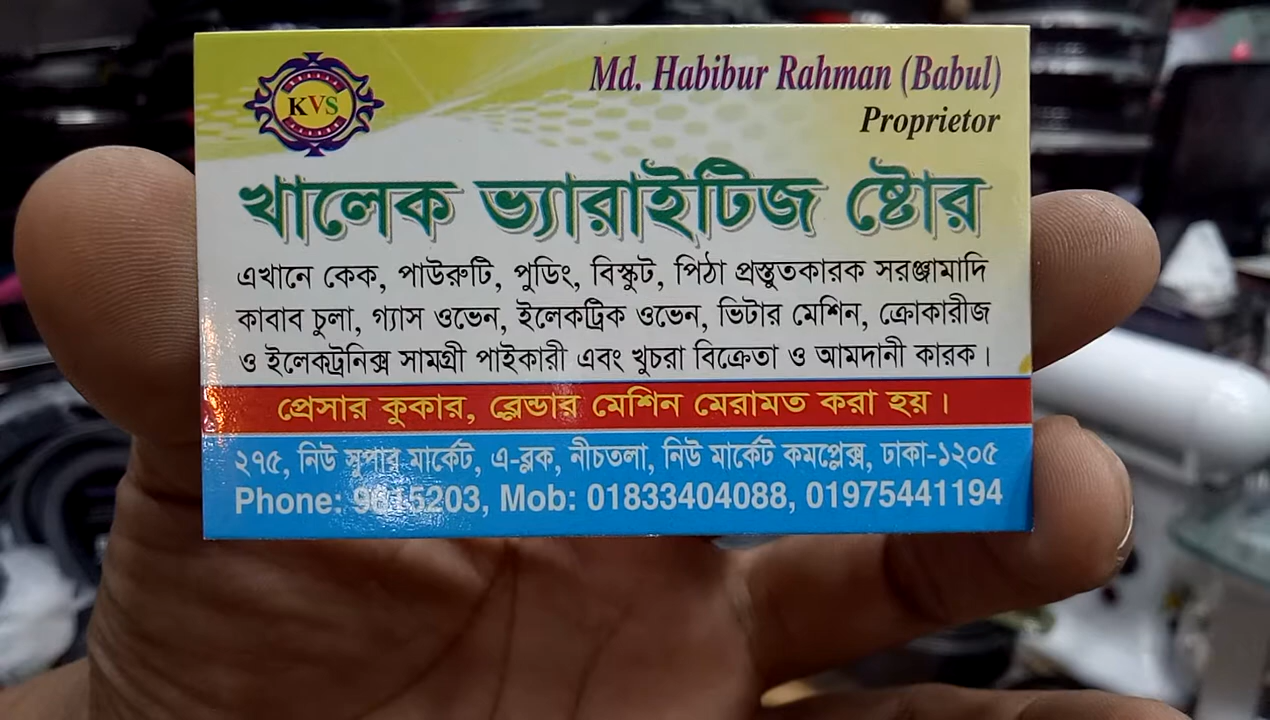 KVS
Md. Habibur Rahman (Babul)
Proprietor
খালেক ভ্যারাইটিজ ষ্টোর
এখানে কেক, পাউরুটি, পুডিং, বিস্কুট, পিঠা প্রস্তুতকারক সরঞ্জামাদি
কাবাব চুলা, গ্যাস ওভেন, ইলেকট্রিক ওভেন, ভিটার মেশিন, ক্রোকারীজ
ও ইলেকট্রনিক্স সামগ্রী পাইকারী এবং খুচরা বিক্রেতা ও আমদানী কারক।
প্রেসার কুকার, ব্লেন্ডার মেশিন মেরামত করা হয়।
২৭৫, নিউ সুপার মার্কেট, এ-ব্লক, নীচতলা, নিউ মার্কেট কমপ্লেক্স, ঢাকা-১২০৫
Phone: Mob: 01833404088, 01975441194